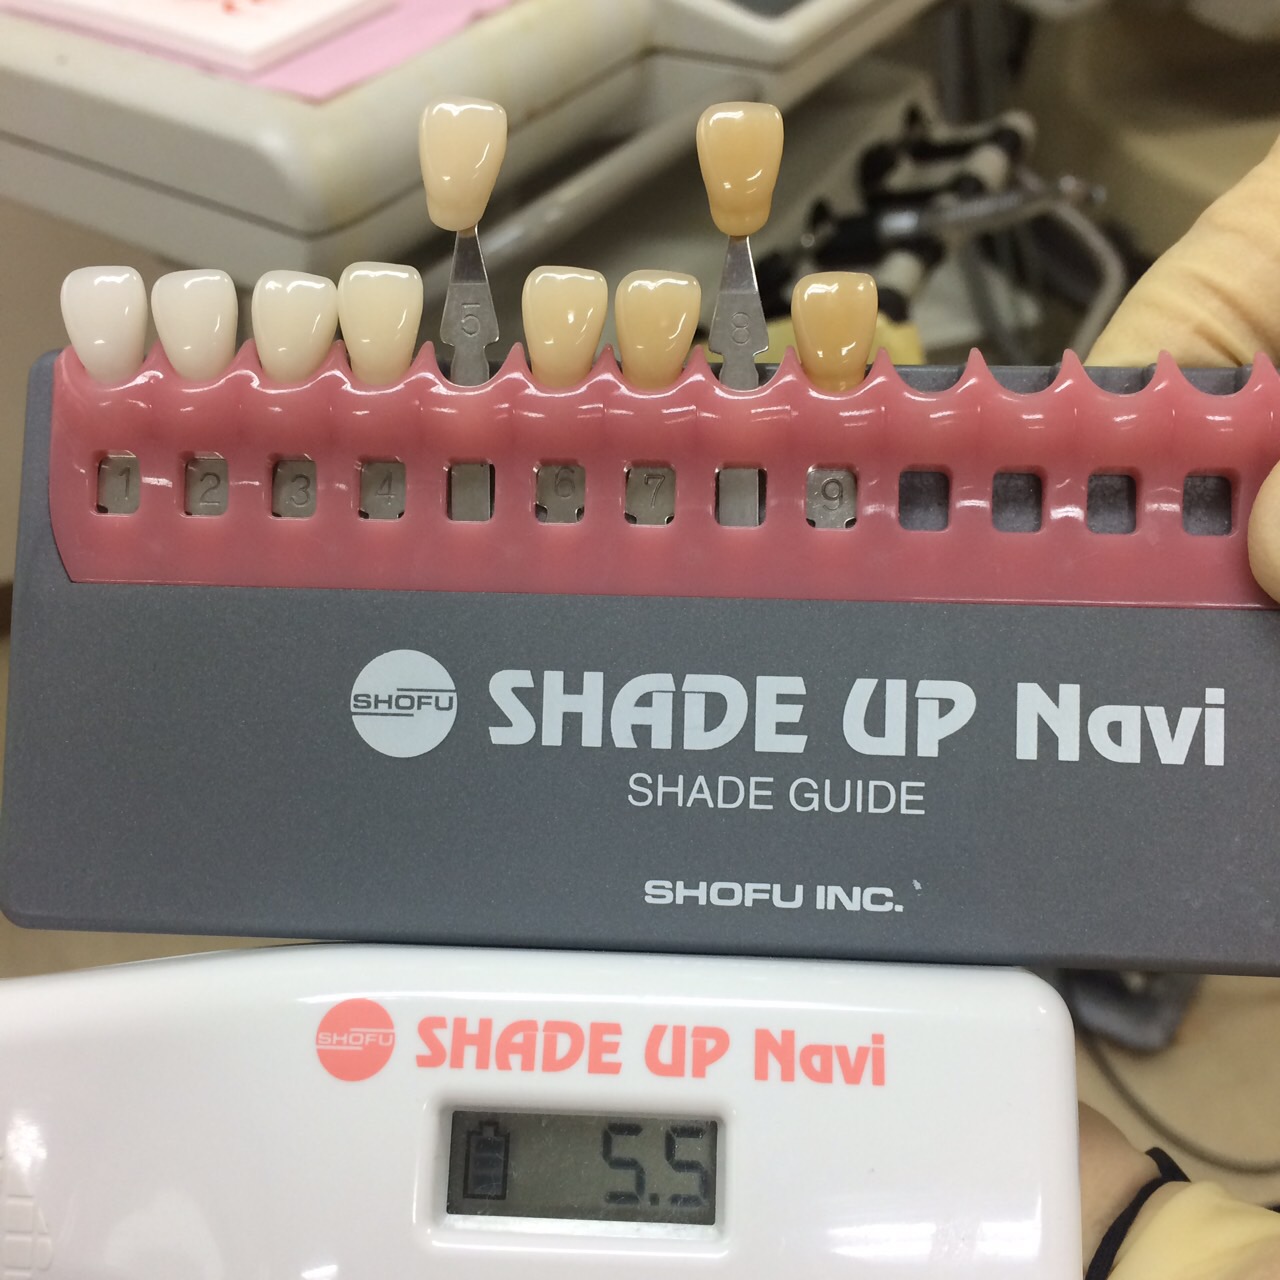 5
8
1 2 3 4 6 7 9
SHOFU SHADE UP Navi
SHADE GUIDE
SHOFU INC.
SHOFU SHADE UP Navi
5.5